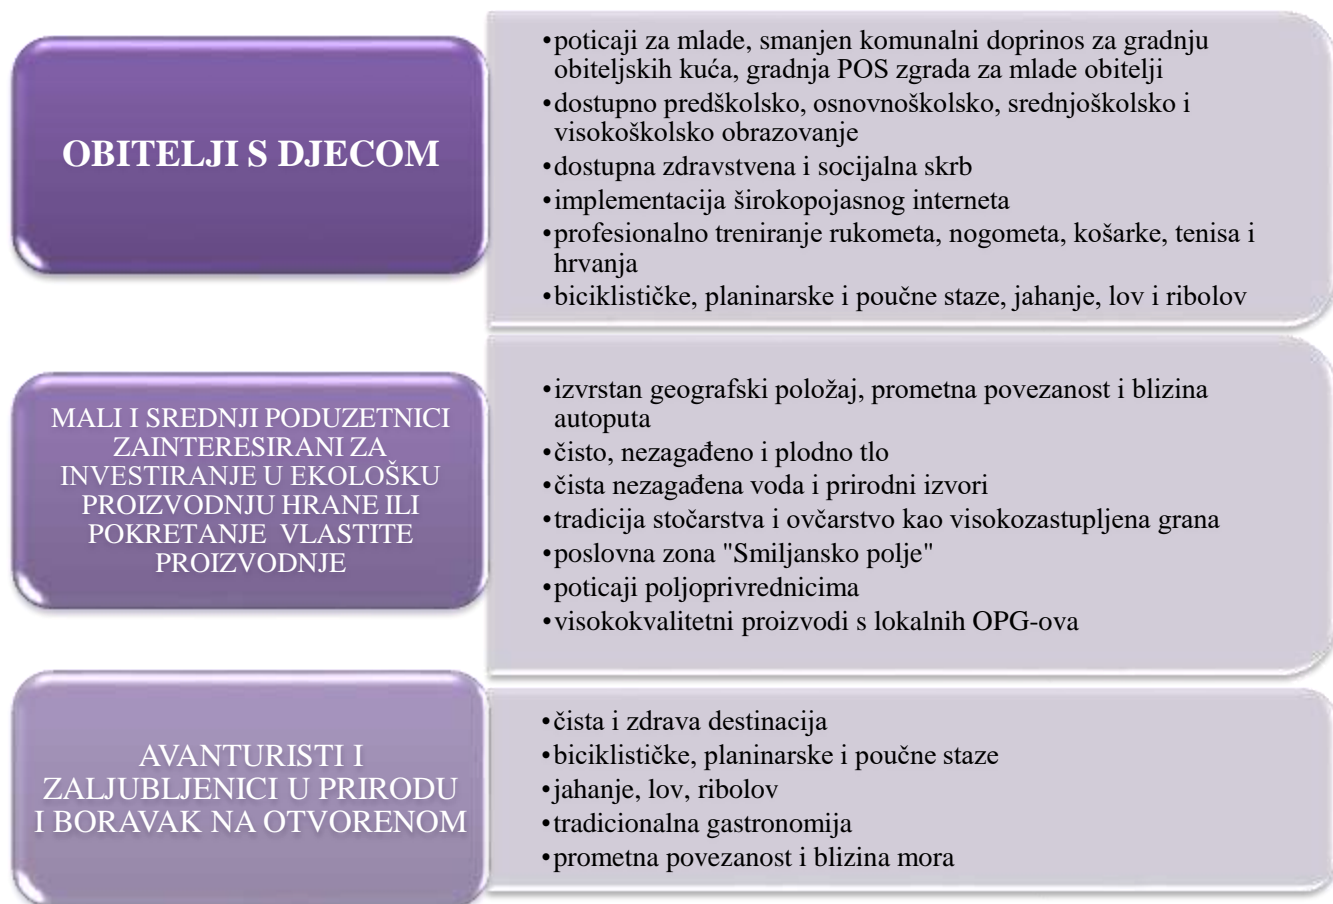 OBITELJI S DJECOM
•poticaji za mlade, smanjen komunalni doprinos za gradnju
obiteljskih kuća, gradnja POS zgrada za mlade obitelji
•dostupno predškolsko, osnovnoškolsko, srednjoškolsko i
visokoškolsko obrazovanje
•dostupna zdravstvena i socijalna skrb
•implementacija širokopojasnog interneta
•profesionalno treniranje rukometa, nogometa, košarke, tenisa i
hrvanja
•biciklističke, planinarske i poučne staze, jahanje, lov i ribolov
MALI I SREDNJI PODUZETNICI
ZAINTERESIRANI ZA
INVESTIRANJE U EKOLOŠKU
PROIZVODNJU HRANE ILI
POKRETANJE VLASTITE
PROIZVODNJE
•izvrstan geografski položaj, prometna povezanost i blizina
autoputa
•čisto, nezagađeno i plodno tlo
•čista nezagađena voda i prirodni izvori
•tradicija stočarstva i ovčarstvo kao visokozastupljena grana
•poslovna zona "Smiljansko polje"
•poticaji poljoprivrednicima
•visokokvalitetni proizvodi s lokalnih OPG-ova
AVANTURISTI I
ZALJUBLJENICI U PRIRODU
I BORAVAK NA OTVORENOM
•čista i zdrava destinacija
•biciklističke, planinarske i poučne staze
•jahanje, lov, ribolov
•tradicionalna gastronomija
•prometna povezanost i blizina mora